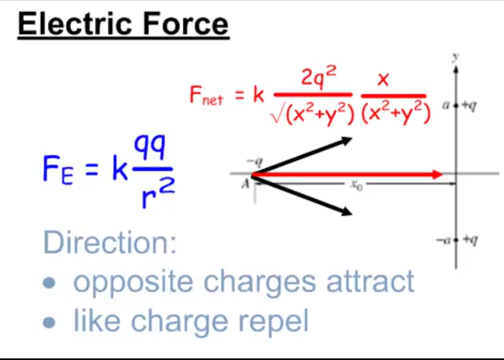 Electric Force
F_net = k 2q²/√(x²+y²) x/(x²+y²)
y
a +q
F_E = k qq/r²
-q
A x₀
Direction:
-a +q
• opposite charges attract
• like charge repel